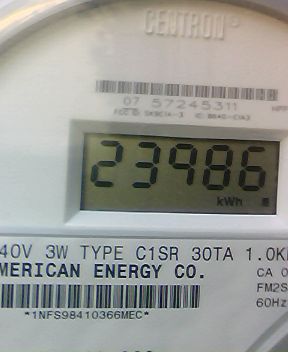 CENTRON®
07 57245311
23986
kWh
40V 3W TYPE C1SR 30TA 1.0K
MERICAN ENERGY CO.
CA 0
FM2S
60Hz
*1NFS98410366MEC*